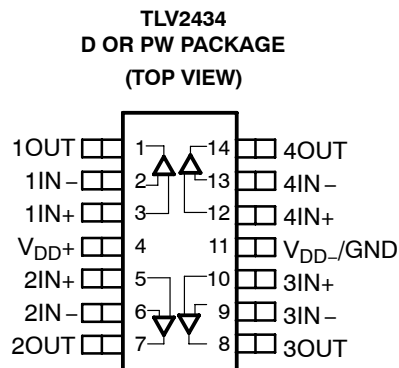 TLV2434
D OR PW PACKAGE
(TOP VIEW)
1OUT 1 14 4OUT
1IN− 2 13 4IN−
1IN+ 3 12 4IN+
VDD+ 4 11 VDD−/GND
2IN+ 5 10 3IN+
2IN− 6 9 3IN−
2OUT 7 8 3OUT